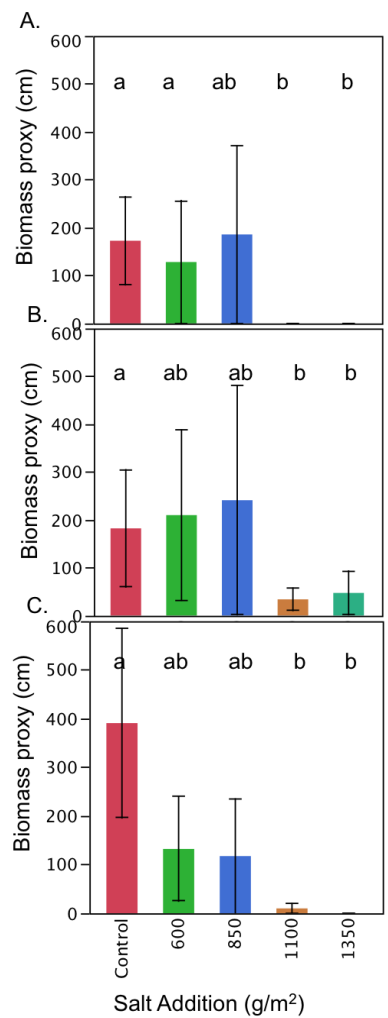 A.
Biomass proxy (cm)
600
500
400
300
200
100
0
a a ab b b
B.
Biomass proxy (cm)
600
500
400
300
200
100
0
a ab ab b b
C.
Biomass proxy (cm)
600
500
400
300
200
100
0
a ab ab b b
Control 600 850 1100 1350
Salt Addition (g/m²)